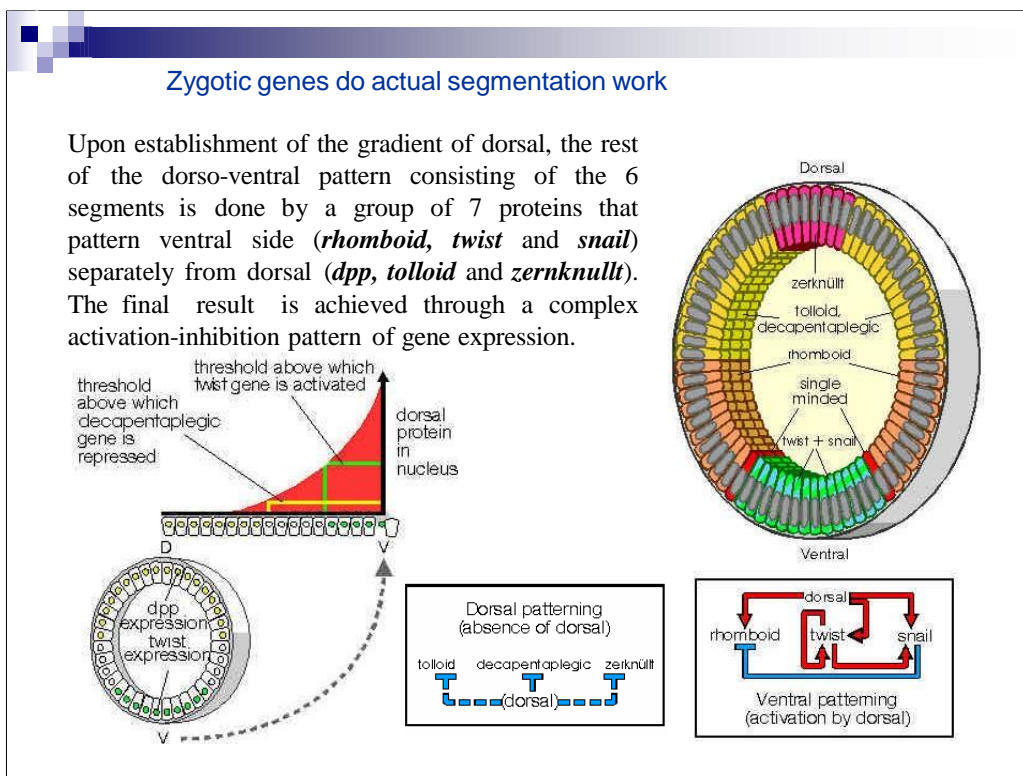 Zygotic genes do actual segmentation work
Upon establishment of the gradient of dorsal, the rest
of the dorso-ventral pattern consisting of the 6
segments is done by a group of 7 proteins that
pattern ventral side (rhomboid, twist and snail)
separately from dorsal (dpp, tolloid and zernknullt).
The final result is achieved through a complex
activation-inhibition pattern of gene expression.
threshold
above which
decapentaplegic
gene is
repressed
threshold above which
twist gene is activated
dorsal
protein
in
nucleus
D
V
dpp
expression
twist
expression
V
Dorsal
zerknüllt
tolloid,
decapentaplegic
rhomboid
single
minded
twist + snail
Ventral
Dorsal patterning
(absence of dorsal)
tolloid decapentaplegic zerknüllt
(dorsal)
dorsal
rhomboid twist snail
Ventral patterning
(activation by dorsal)